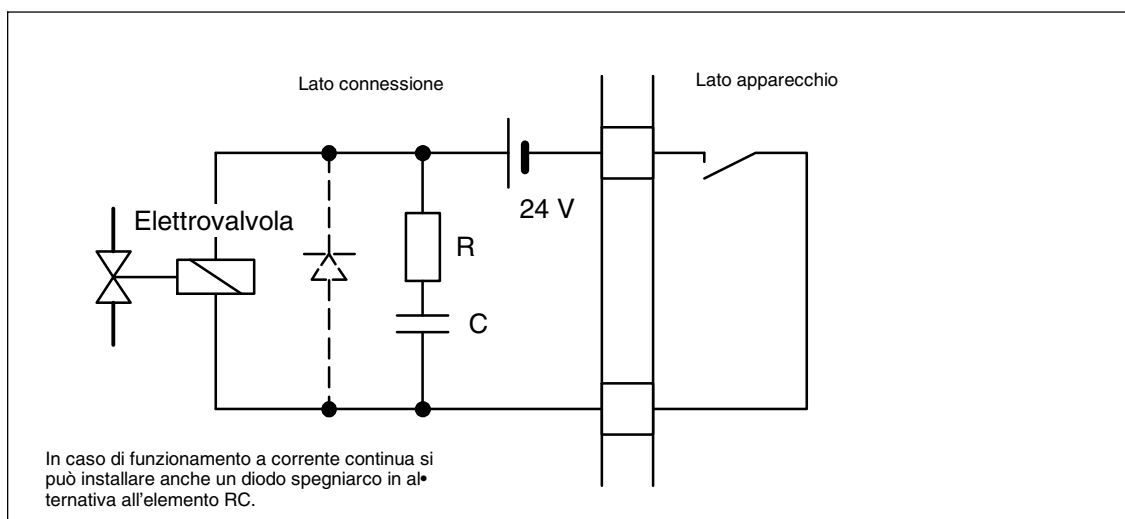 Lato connessione
Lato apparecchio
24 V
Elettrovalvola
R
C
In caso di funzionamento a corrente continua si
può installare anche un diodo spegniarco in al•
ternativa all'elemento RC.